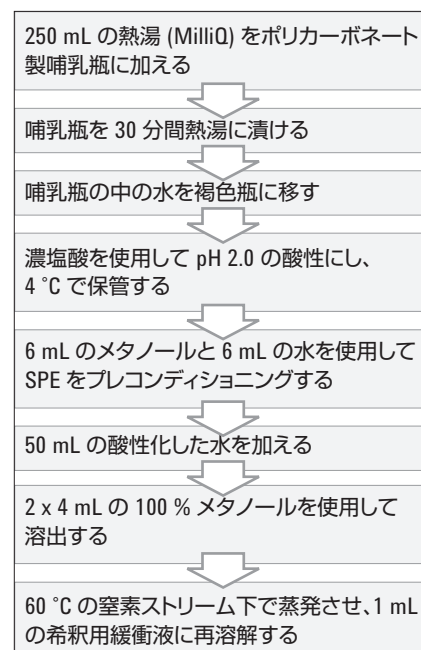 250 mL の熱湯 (MilliQ) をポリカーボネート
製哺乳瓶に加える
哺乳瓶を 30 分間熱湯に漬ける
哺乳瓶の中の水を褐色瓶に移す
濃塩酸を使用して pH 2.0 の酸性にし、
4 °C で保管する
6 mL のメタノールと 6 mL の水を使用して
SPE をプレコンディショニングする
50 mL の酸性化した水を加える
2 x 4 mL の 100 % メタノールを使用して
溶出する
60 °C の窒素ストリーム下で蒸発させ、1 mL
の希釈用緩衝液に再溶解する